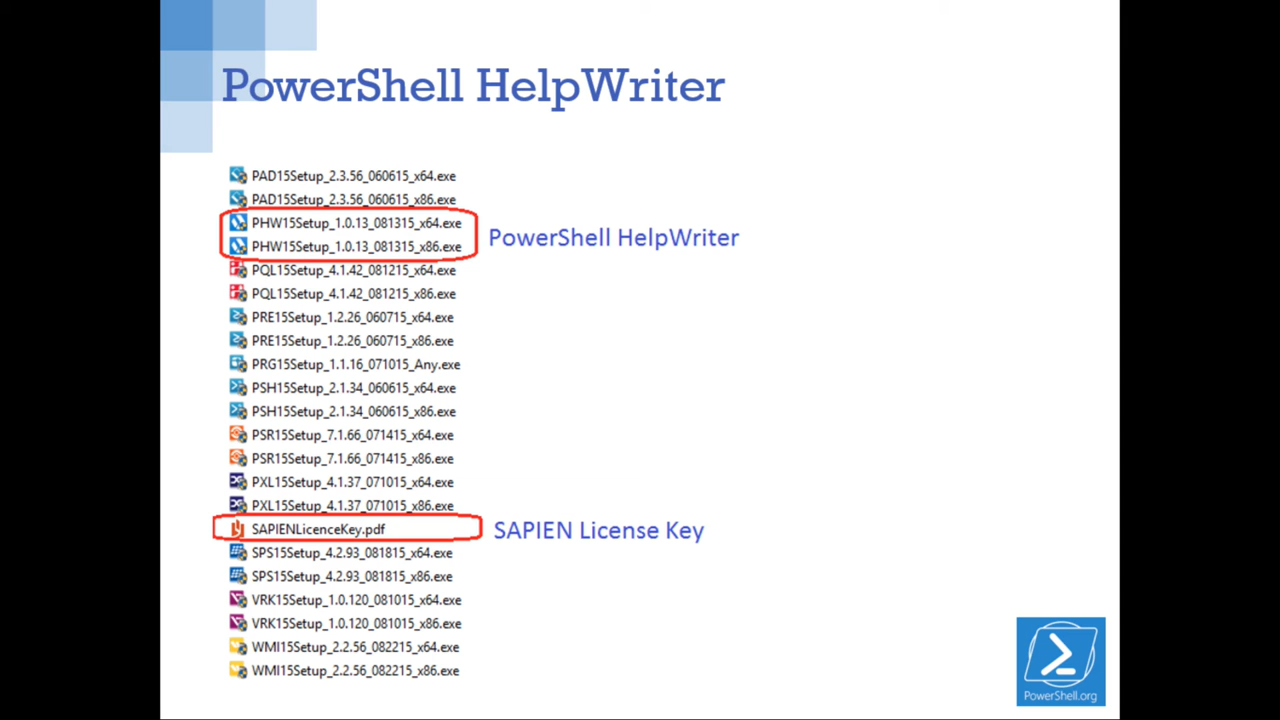 PowerShell HelpWriter
PAD15Setup_2.3.56_060615_x64.exe
PAD15Setup_2.3.56_060615_x86.exe
PHW15Setup_1.0.13_081315_x64.exe
PHW15Setup_1.0.13_081315_x86.exe
PowerShell HelpWriter
PQL15Setup_4.1.42_081215_x64.exe
PQL15Setup_4.1.42_081215_x86.exe
PRE15Setup_1.2.26_060715_x64.exe
PRE15Setup_1.2.26_060715_x86.exe
PRG15Setup_1.1.16_071015_Any.exe
PSH15Setup_2.1.34_060615_x64.exe
PSH15Setup_2.1.34_060615_x86.exe
PSR15Setup_7.1.66_071415_x64.exe
PSR15Setup_7.1.66_071415_x86.exe
PXL15Setup_4.1.37_071015_x64.exe
PXL15Setup_4.1.37_071015_x86.exe
SAPIENLicenceKey.pdf
SAPIEN License Key
SPS15Setup_4.2.93_081815_x64.exe
SPS15Setup_4.2.93_081815_x86.exe
VRK15Setup_1.0.120_081015_x64.exe
VRK15Setup_1.0.120_081015_x86.exe
WMI15Setup_2.2.56_082215_x64.exe
WMI15Setup_2.2.56_082215_x86.exe
PowerShell.org